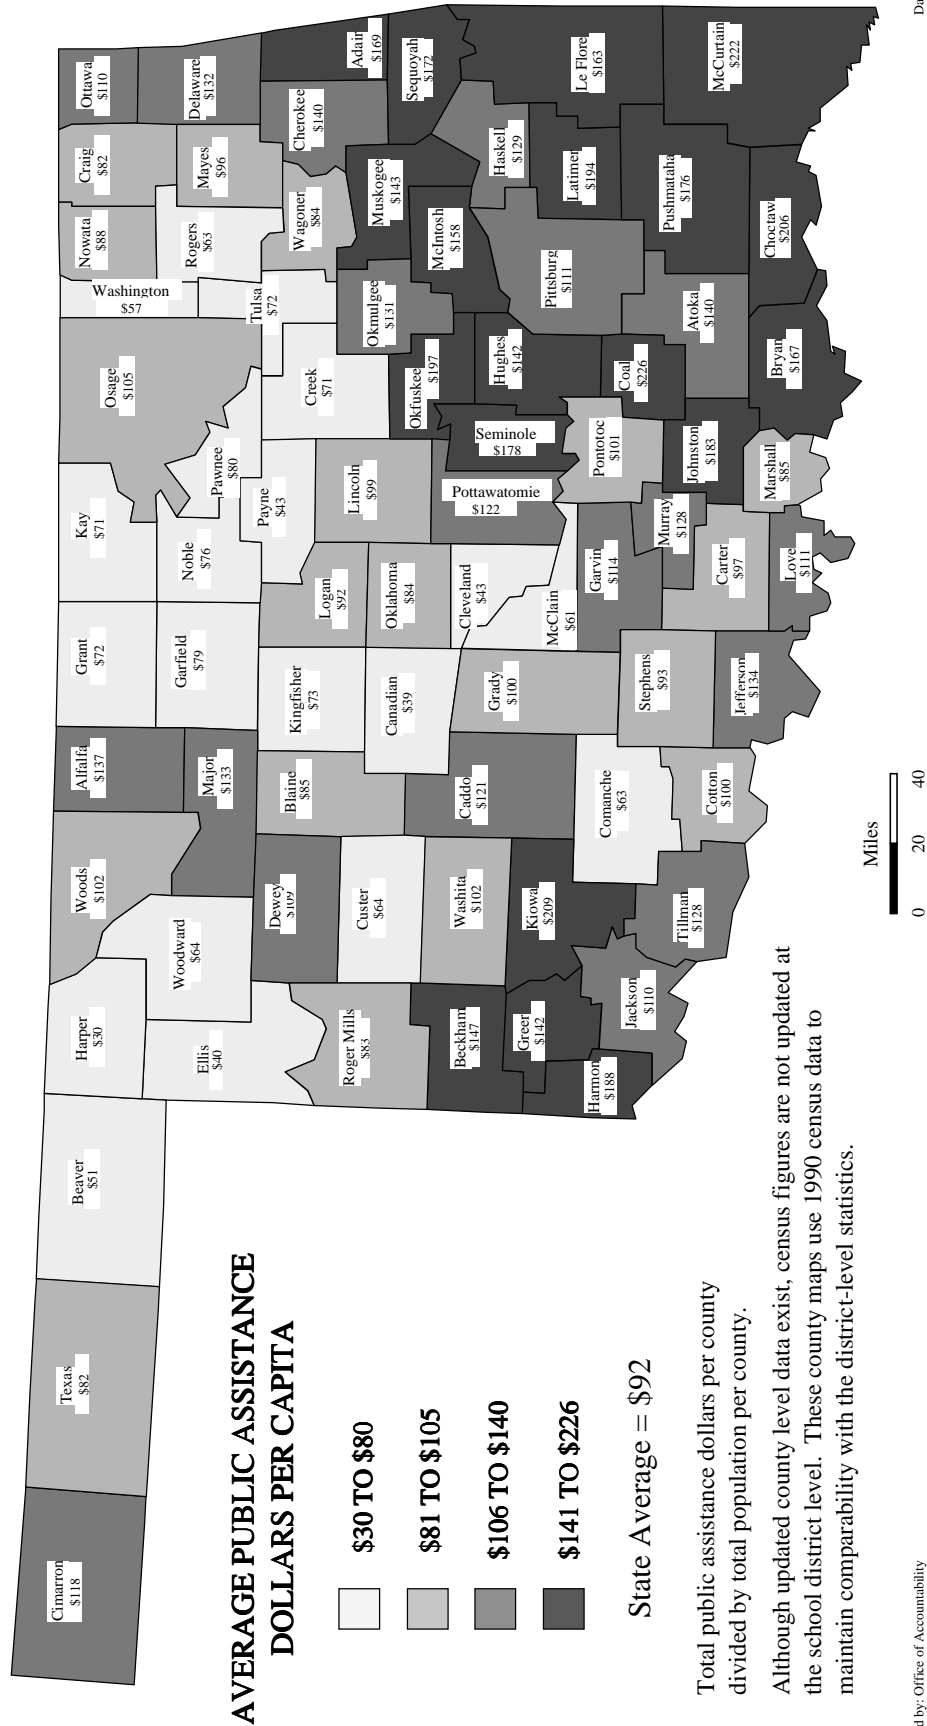 Cimarron
$118
Texas
$82
Beaver
$51
Harper
$30
Woods
$102
Alfalfa
$137
Grant
$72
Kay
$71
Osage
$105
Washington
$57
Nowata
$88
Craig
$82
Ottawa
$110
Ellis
$40
Woodward
$64
Major
$133
Garfield
$79
Noble
$76
Pawnee
$80
Rogers
$63
Mayes
$96
Delaware
$132
Payne
$43
Tulsa
$72
Roger Mills
$83
Dewey
$109
Blaine
$85
Kingfisher
$73
Logan
$92
Lincoln
$99
Creek
$71
Wagoner
$84
Cherokee
$140
Adair
$169
Custer
$64
Canadian
$39
Oklahoma
$84
Okmulgee
$131
Muskogee
$143
Sequoyah
$172
Beckham
$147
Washita
$102
Caddo
$121
Grady
$100
Cleveland
$43
Pottawatomie
$122
Seminole
$178
Okfuskee
$197
Hughes
$142
McIntosh
$158
Haskell
$129
Greer
$142
Kiowa
$209
McClain
$61
Garvin
$114
Pontotoc
$101
Pittsburg
$111
Latimer
$194
Le Flore
$163
Harmon
$188
Jackson
$110
Comanche
$63
Stephens
$93
Murray
$128
Coal
$226
Tillman
$128
Cotton
$100
Jefferson
$134
Carter
$97
Johnston
$183
Atoka
$140
Pushmataha
$176
McCurtain
$222
Love
$111
Marshall
$85
Bryan
$167
Choctaw
$206
AVERAGE PUBLIC ASSISTANCE
DOLLARS PER CAPITA
$30 TO $80
$81 TO $105
$106 TO $140
$141 TO $226
State Average = $92
Total public assistance dollars per county
divided by total population per county.
Although updated county level data exist, census figures are not updated at
the school district level. These county maps use 1990 census data to
maintain comparability with the district-level statistics.
Miles
0 20 40
d by: Office of Accountability
Da